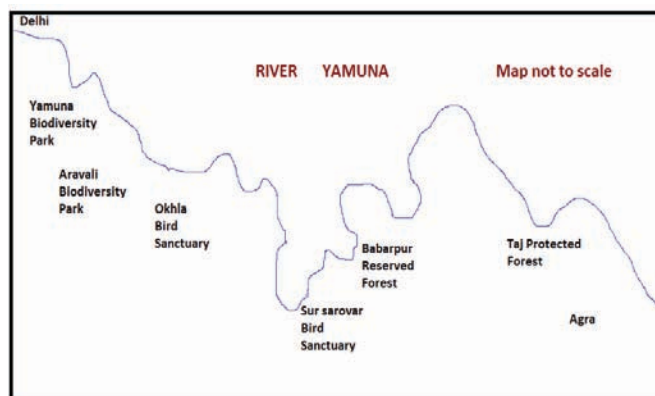 Delhi
RIVER YAMUNA
Map not to scale
Yamuna
Biodiversity
Park
Aravali
Biodiversity
Park
Okhla
Bird
Sanctuary
Sur sarovar
Bird
Sanctuary
Babarpur
Reserved
Forest
Taj Protected
Forest
Agra